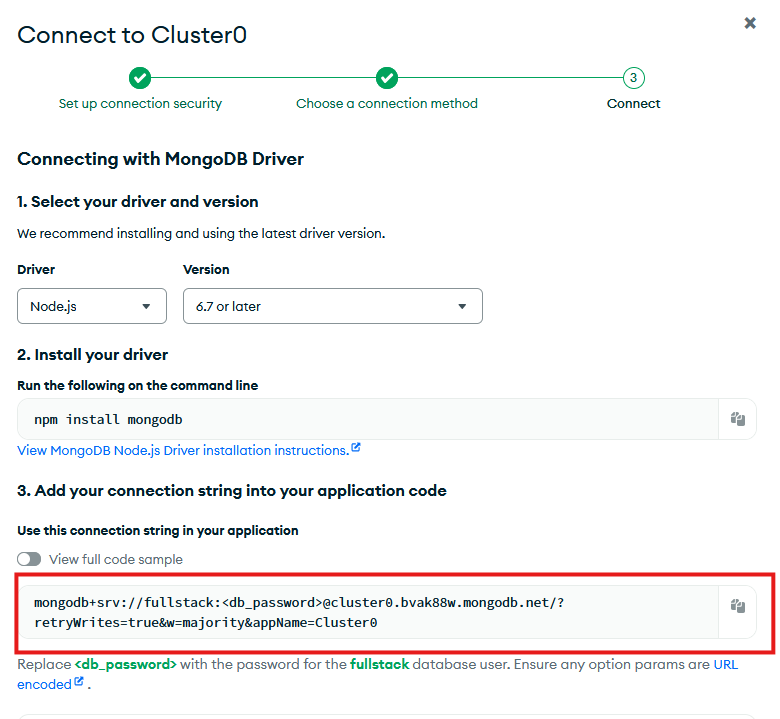 Connect to Cluster0
3
Set up connection security Choose a connection method Connect
Connecting with MongoDB Driver
1. Select your driver and version
We recommend installing and using the latest driver version.
Driver Version
Node.js 6.7 or later
2. Install your driver
Run the following on the command line
npm install mongodb
View MongoDB Node.js Driver installation instructions.
3. Add your connection string into your application code
Use this connection string in your application
View full code sample
mongodb+srv://fullstack:<db_password>@cluster0.bvak88w.mongodb.net/?
retryWrites=true&w=majority&appName=Cluster0
Replace <db_password> with the password for the fullstack database user. Ensure any option params are URL
encoded .